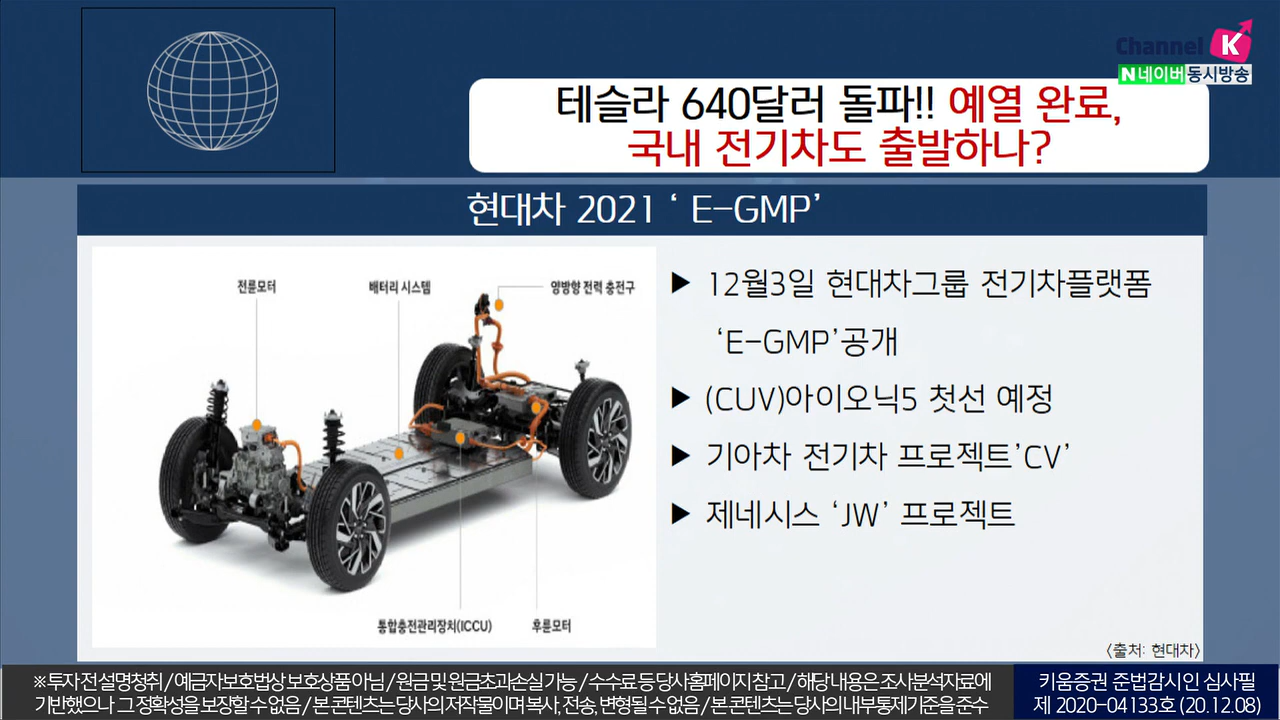 Channel K
N 네이버 동시방송
테슬라 640달러 돌파!! 예열 완료,
국내 전기차도 출발하나?
현대차 2021 ‘ E-GMP’
전륜모터
배터리 시스템
양방향 전력 충전구
통합충전관리장치(ICCU)
후륜모터
▶ 12월3일 현대차그룹 전기차플랫폼
‘E-GMP’공개
▶ (CUV)아이오닉5 첫선 예정
▶ 기아차 전기차 프로젝트’CV’
▶ 제네시스 ‘JW’ 프로젝트
<출처: 현대차>
※ 투자 전 설명청취 / 예금자보호법상 보호상품 아님 / 원금 및 원금초과손실 가능 / 수수료 등 당사홈페이지 참고 / 해당 내용은 조사분석자료에
기반했으나 그 정확성을 보장할 수 없음 / 본 콘텐츠는 당사의 저작물이며 복사, 전송, 변형될 수 없음 / 본 콘텐츠는 당사의 내부통제기준을 준수
키움증권 준법감시인 심사필
제 2020-04133호 (20.12.08)